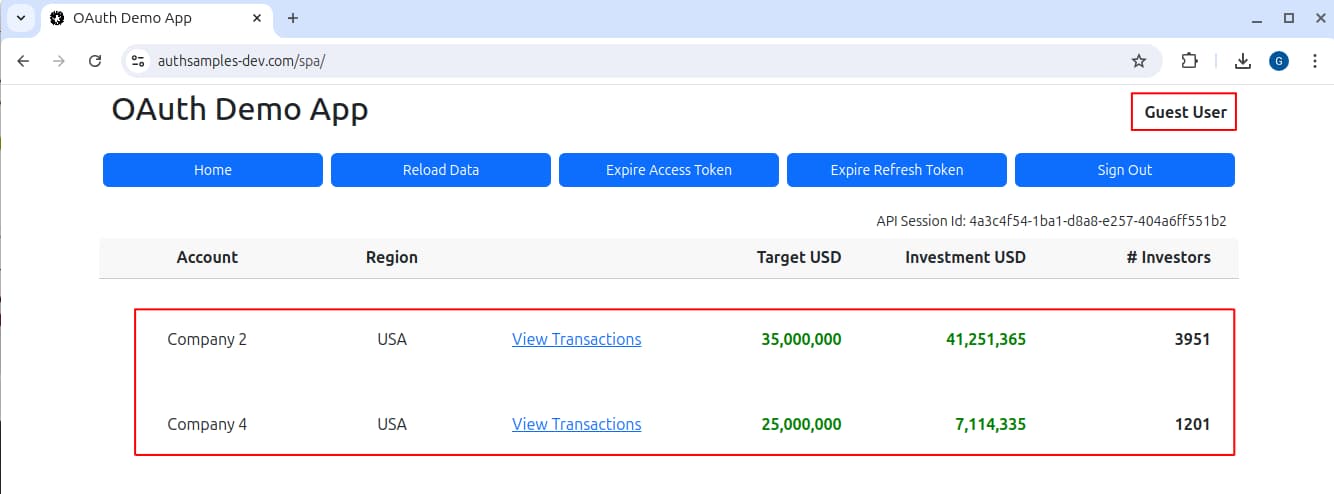 OAuth Demo App
authsamples-dev.com/spa/
G
OAuth Demo App
Guest User
Home Reload Data Expire Access Token Expire Refresh Token Sign Out
API Session Id: 4a3c4f54-1ba1-d8a8-e257-404a6ff551b2
Account Region Target USD Investment USD # Investors
Company 2 USA View Transactions 35,000,000 41,251,365 3951
Company 4 USA View Transactions 25,000,000 7,114,335 1201